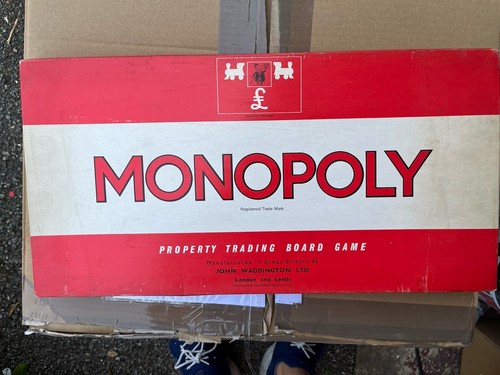 £
MONOPOLY
Registered Trade Mark
PROPERTY TRADING BOARD GAME
Manufactured in Great Britain by
JOHN WADDINGTON LTD.
London and Leeds